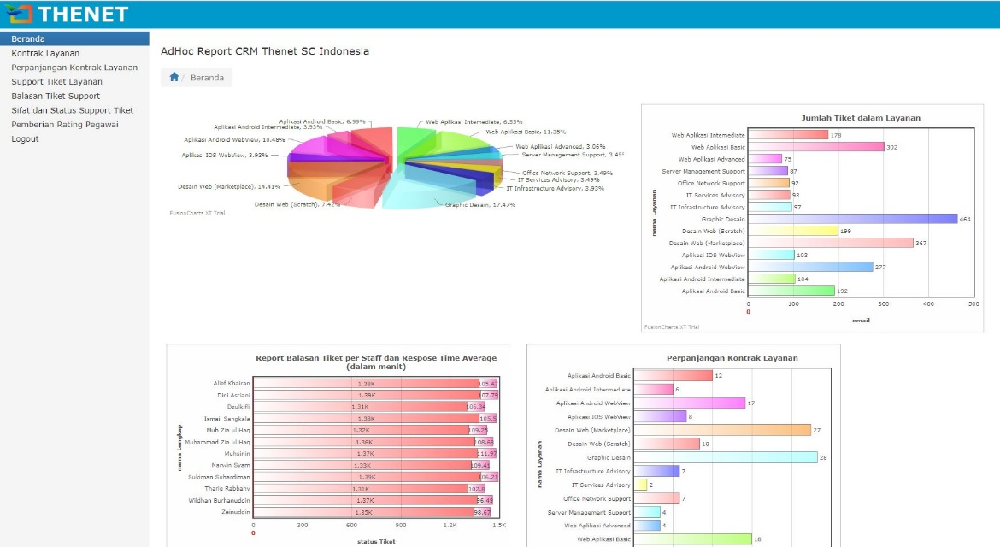 THENET
Beranda
Kontrak Layanan
Perpanjangan Kontrak Layanan
Support Tiket Layanan
Balasan Tiket Support
Sifat dan Status Support Tiket
Pemberian Rating Pegawai
Logout
AdHoc Report CRM Thenet SC Indonesia
/ Beranda
Aplikasi Android Basic, 6.99%
Web Aplikasi Intemediate, 6.55%
Aplikasi Android Intermediate, 3.93%
Web Aplikasi Basic, 11.35%
Aplikasi Android WebView, 10.48%
Web Aplikasi Advanced, 3.06%
Aplikasi IOS WebView, 3.93%
Server Management Support, 3.49%
Office Network Support, 3.49%
IT Services Advisory, 3.49%
Desain Web (Marketplace), 14.41%
IT Infrastructure Advisory, 3.93%
Desain Web (Scratch), 7.42%
Graphic Desain, 17.47%
FusionCharts XT Trial
Jumlah Tiket dalam Layanan
nama Layanan
Web Aplikasi Intemediate 178
Web Aplikasi Basic 302
Web Aplikasi Advanced 75
Server Management Support 87
Office Network Support 92
IT Services Advisory 93
IT Infrastructure Advisory 97
Graphic Desain 464
Desain Web (Scratch) 199
Desain Web (Marketplace) 367
Aplikasi IOS WebView 103
Aplikasi Android WebView 277
Aplikasi Android Intermediate 104
Aplikasi Android Basic 192
0 100 200 300 400 500
0
email
FusionCharts XT Trial
Report Balasan Tiket per Staff dan Respose Time Average
(dalam menit)
nama Lengkap
Alief Khairan 1.38K 105.47
Dini Asriani 1.39K 107.79
Dzulkifli 1.31K 106.34
Ismail Sangkala 1.38K 105.5
Muh Zia ul Haq 1.32K 109.25
Muhammad Zia ul Haq 1.36K 108.68
Muhsinin 1.37K 111.97
Narwin Syam 1.33K 109.41
Sukiman Suhardiman 1.39K 106.21
Thariq Rabbany 1.31K 102.8
Wildhan Burhanuddin 1.37K 96.49
Zainuddin 1.35K 98.67
0 300 600 900 1.2K 1.5K
0
status Tiket
Perpanjangan Kontrak Layanan
nama Layanan
Aplikasi Android Basic 12
Aplikasi Android Intermediate 6
Aplikasi Android WebView 17
Aplikasi IOS WebView 8
Desain Web (Marketplace) 27
Desain Web (Scratch) 10
Graphic Desain 28
IT Infrastructure Advisory 7
IT Services Advisory 2
Office Network Support 7
Server Management Support 4
Web Aplikasi Advanced 4
Web Aplikasi Basic 18